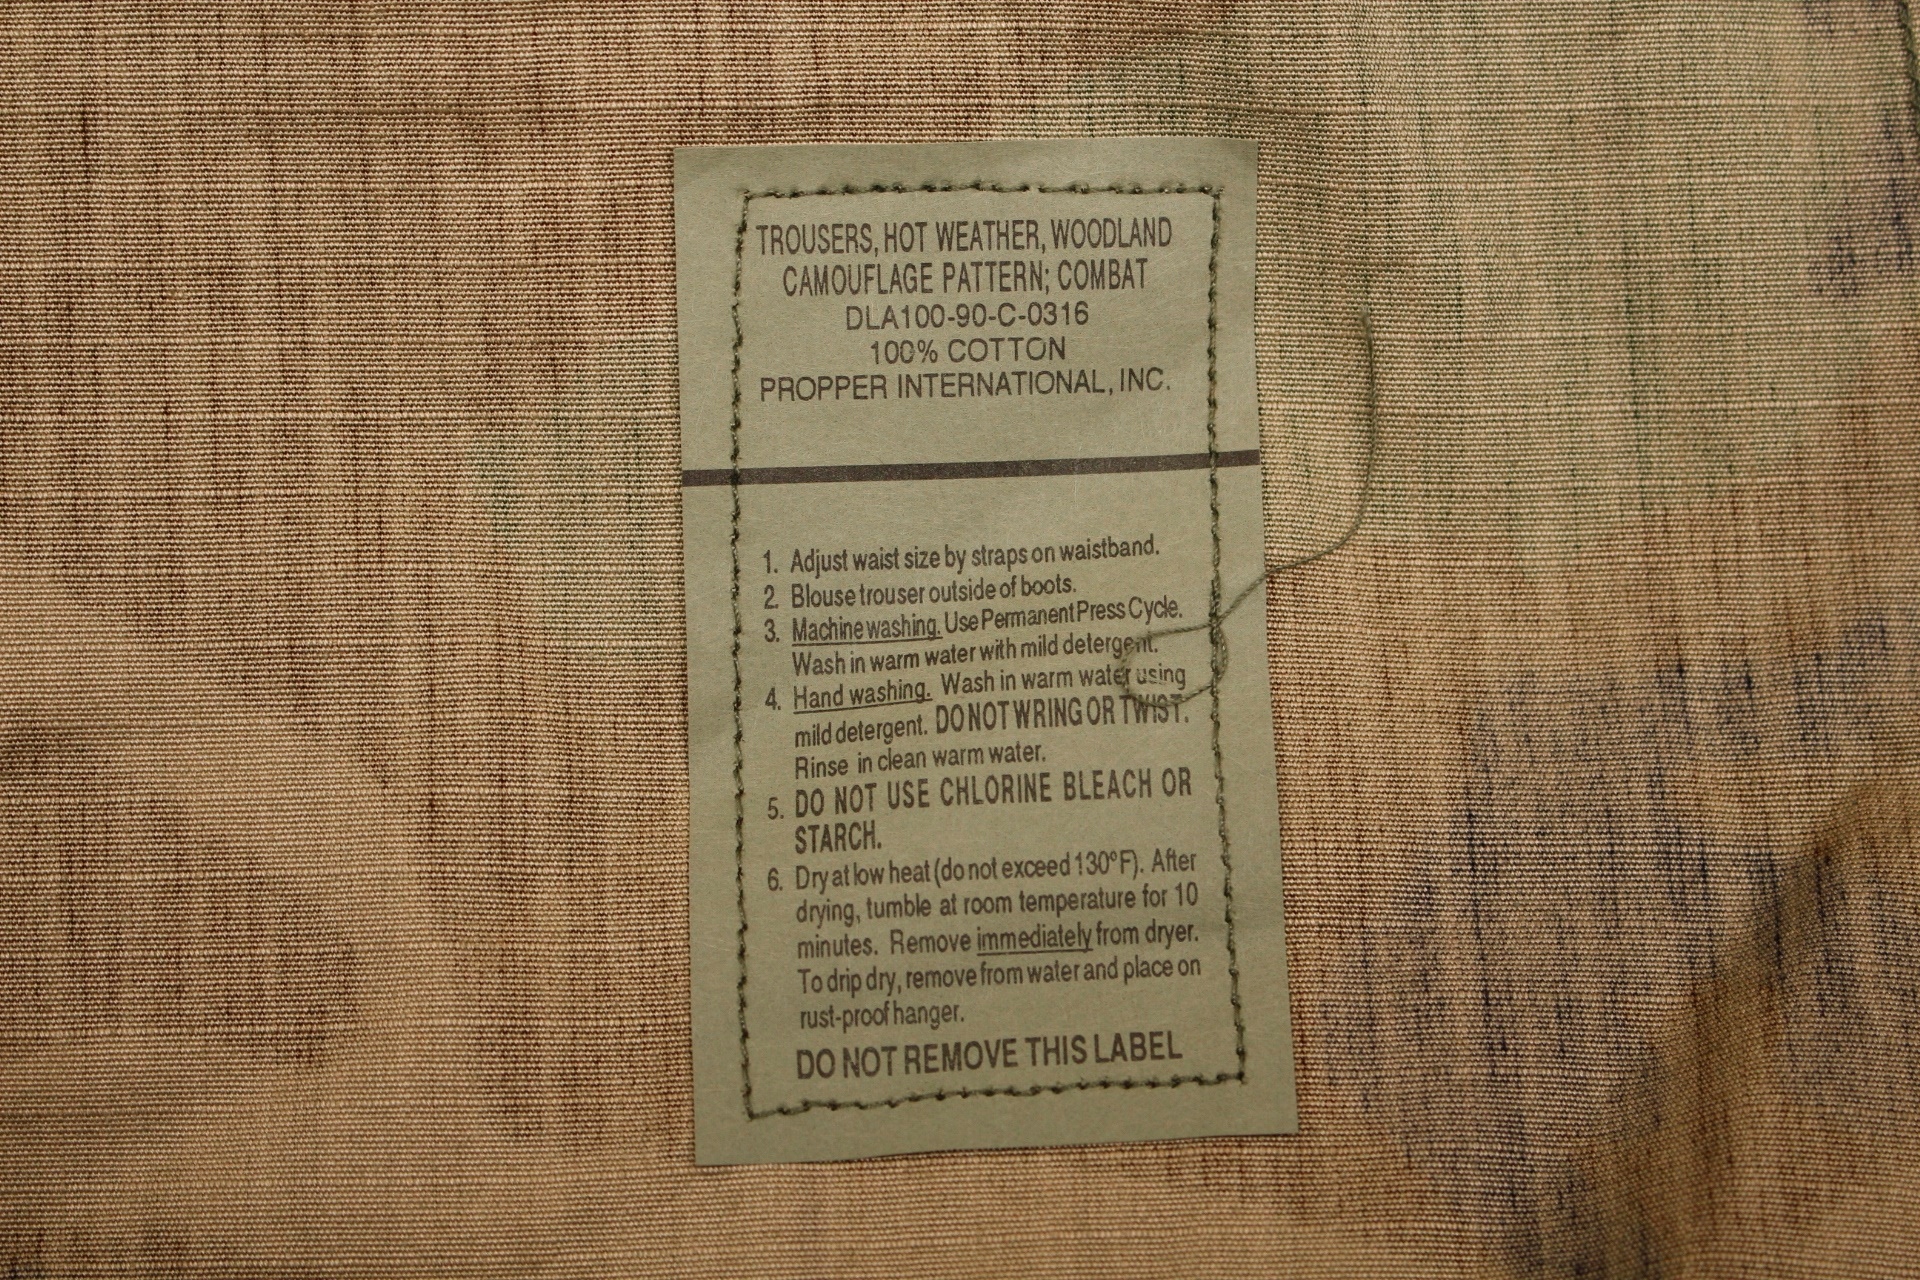 TROUSERS, HOT WEATHER, WOODLAND
CAMOUFLAGE PATTERN; COMBAT
DLA100-90-C-0316
100% COTTON
PROPPER INTERNATIONAL, INC.
1. Adjust waist size by straps on waistband.
2. Blouse trouser outside of boots.
3. Machine washing. Use Permanent Press Cycle.
Wash in warm water with mild detergent.
4. Hand washing. Wash in warm water using
mild detergent. DO NOT WRING OR TWIST.
Rinse in clean warm water.
5. DO NOT USE CHLORINE BLEACH OR
STARCH.
6. Dry at low heat (do not exceed 130°F). After
drying, tumble at room temperature for 10
minutes. Remove immediately from dryer.
To drip dry, remove from water and place on
rust-proof hanger.
DO NOT REMOVE THIS LABEL